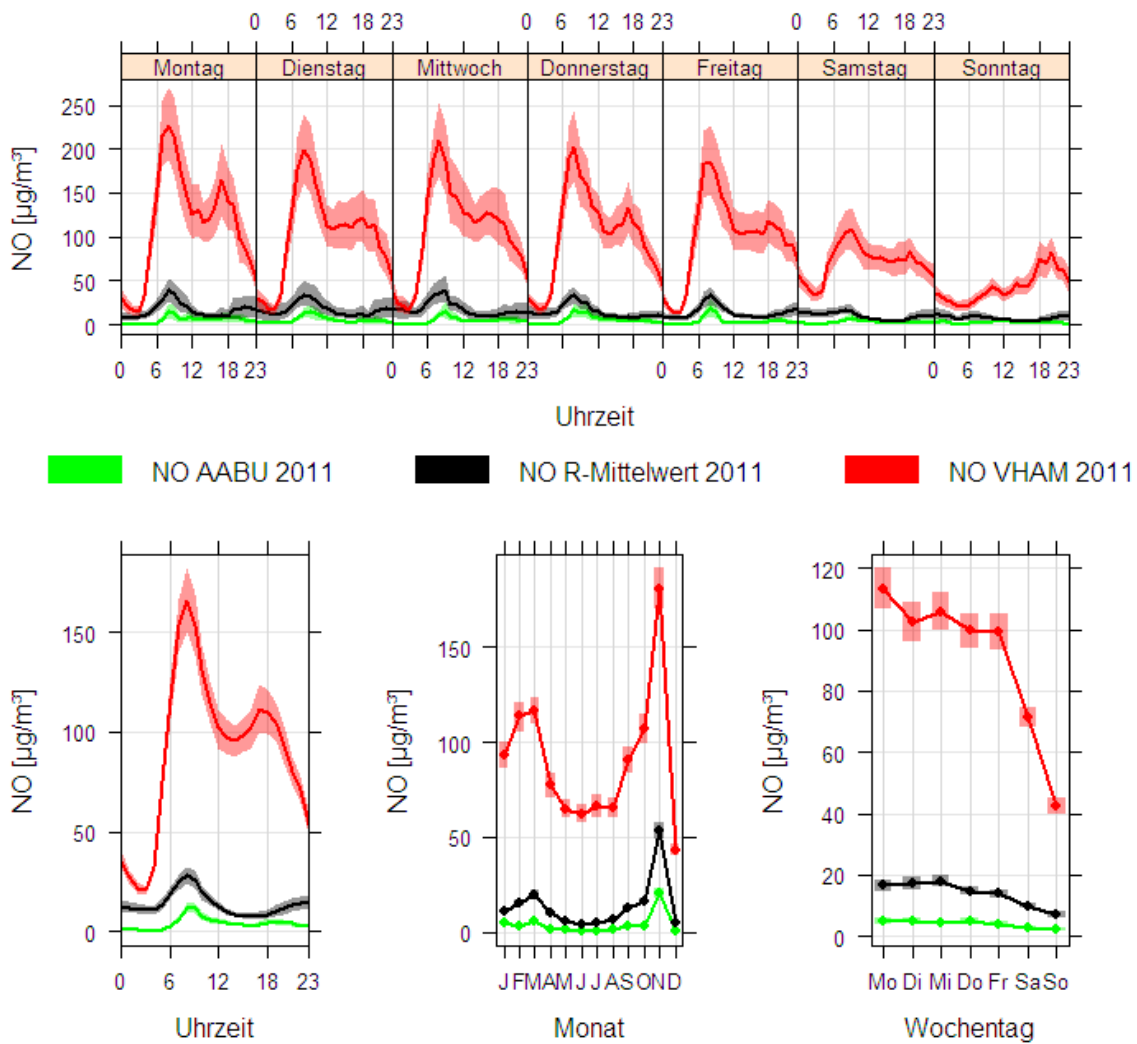 0 6 12 18 23 0 6 12 18 23 0 6 12 18 23
Montag Dienstag Mittwoch Donnerstag Freitag Samstag Sonntag
250
200
150
100
50
0
NO [µg/m³]
0 6 12 18 23 0 6 12 18 23 0 6 12 18 23 0 6 12 18 23
Uhrzeit
NO AABU 2011 NO R-Mittelwert 2011 NO VHAM 2011
150
100
50
0
NO [µg/m³]
0 6 12 18 23
Uhrzeit
150
100
50
0
NO [µg/m³]
J F M A M J J A S O N D
Monat
120
100
80
60
40
20
0
NO [µg/m³]
Mo Di Mi Do Fr Sa So
Wochentag